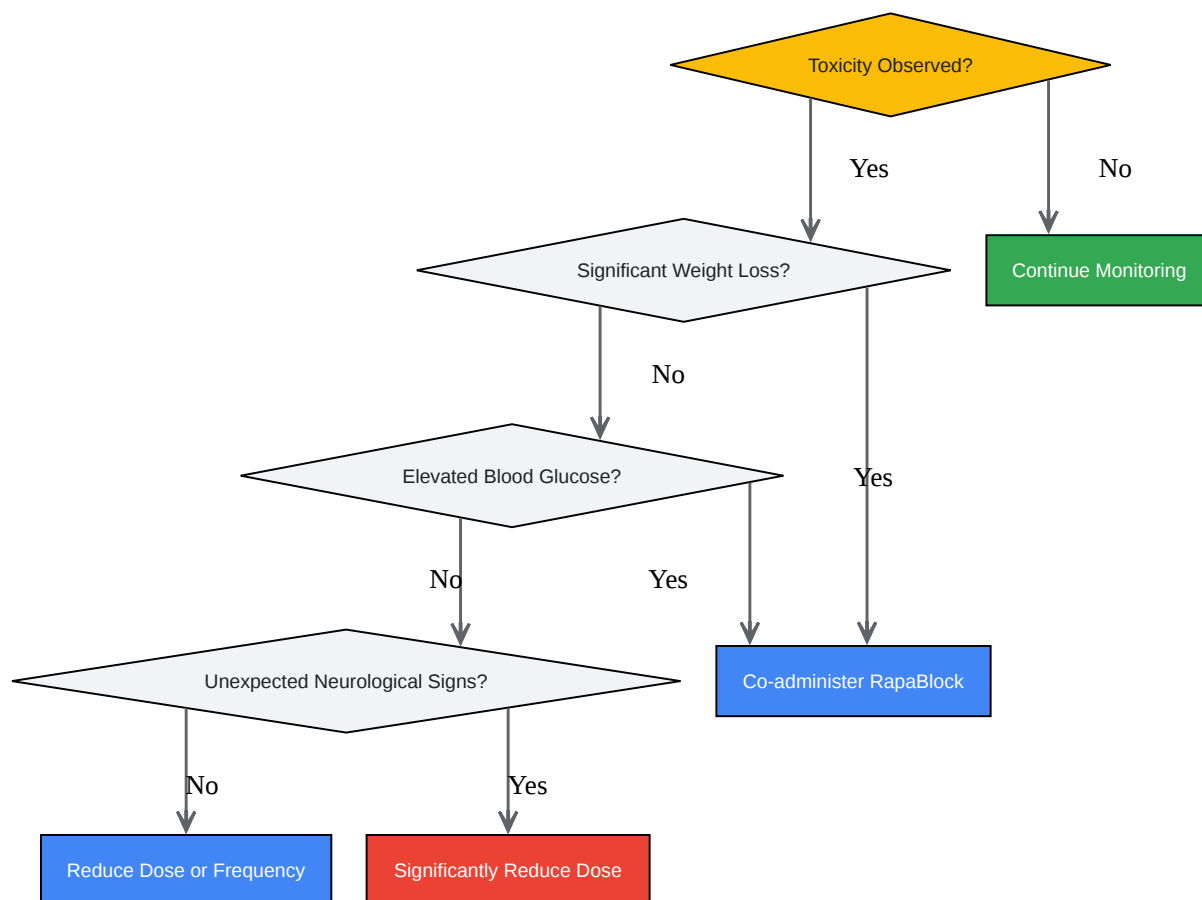 Toxicity Observed?
Yes
No
Significant Weight Loss?
Continue Monitoring
No
Elevated Blood Glucose?
Yes
No
Yes
Unexpected Neurological Signs?
Co-administer RapaBlock
No
Yes
Reduce Dose or Frequency
Significantly Reduce Dose